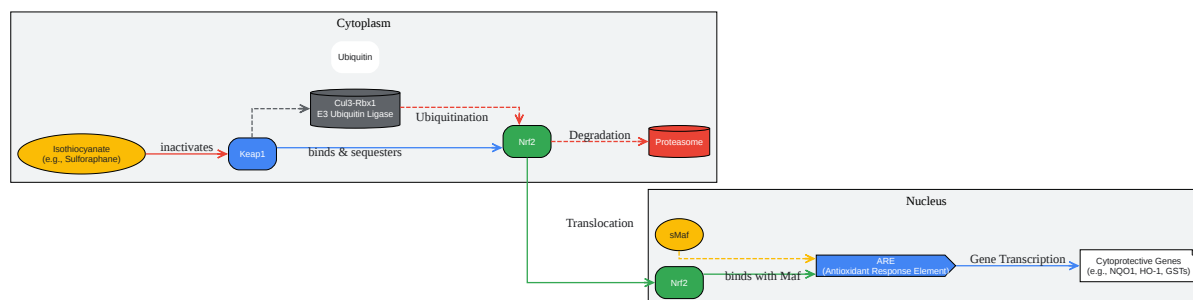 Cytoplasm
Ubiquitin
Cul3-Rbx1
E3 Ubiquitin Ligase
Ubiquitination
Isothiocyanate
(e.g., Sulforaphane)
inactivates
Keap1
binds & sequesters
Nrf2
Degradation
Proteasome
Translocation
Nucleus
sMaf
Nrf2
binds with Maf
ARE
(Antioxidant Response Element)
Gene Transcription
Cytoprotective Genes
(e.g., NQO1, HO-1, GSTs)